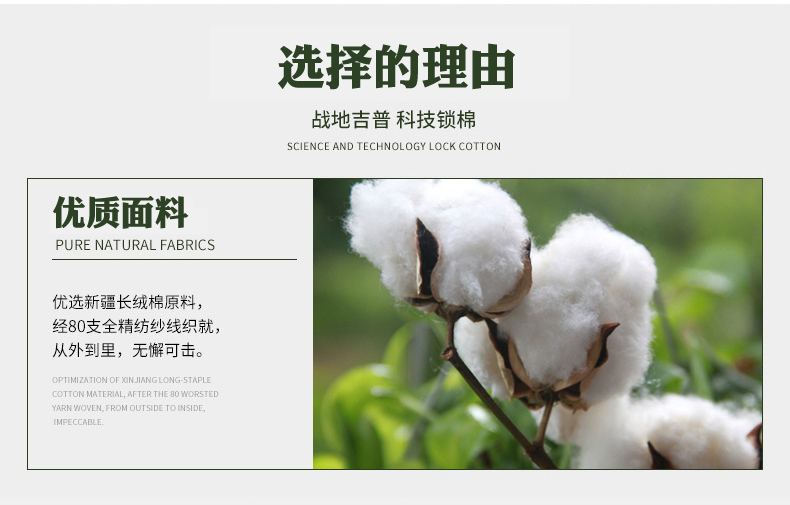 选择的理由
战地吉普 科技锁棉
SCIENCE AND TECHNOLOGY LOCK COTTON
优质面料
PURE NATURAL FABRICS
优选新疆长绒棉原料，
经80支全精纺纱线织就，
从外到里，无懈可击。
OPTIMIZATION OF XINJIANG LONG-STAPLE
COTTON MATERIAL, AFTER THE 80 WORSTED
YARN WOVEN, FROM OUTSIDE TO INSIDE,
IMPECCABLE.